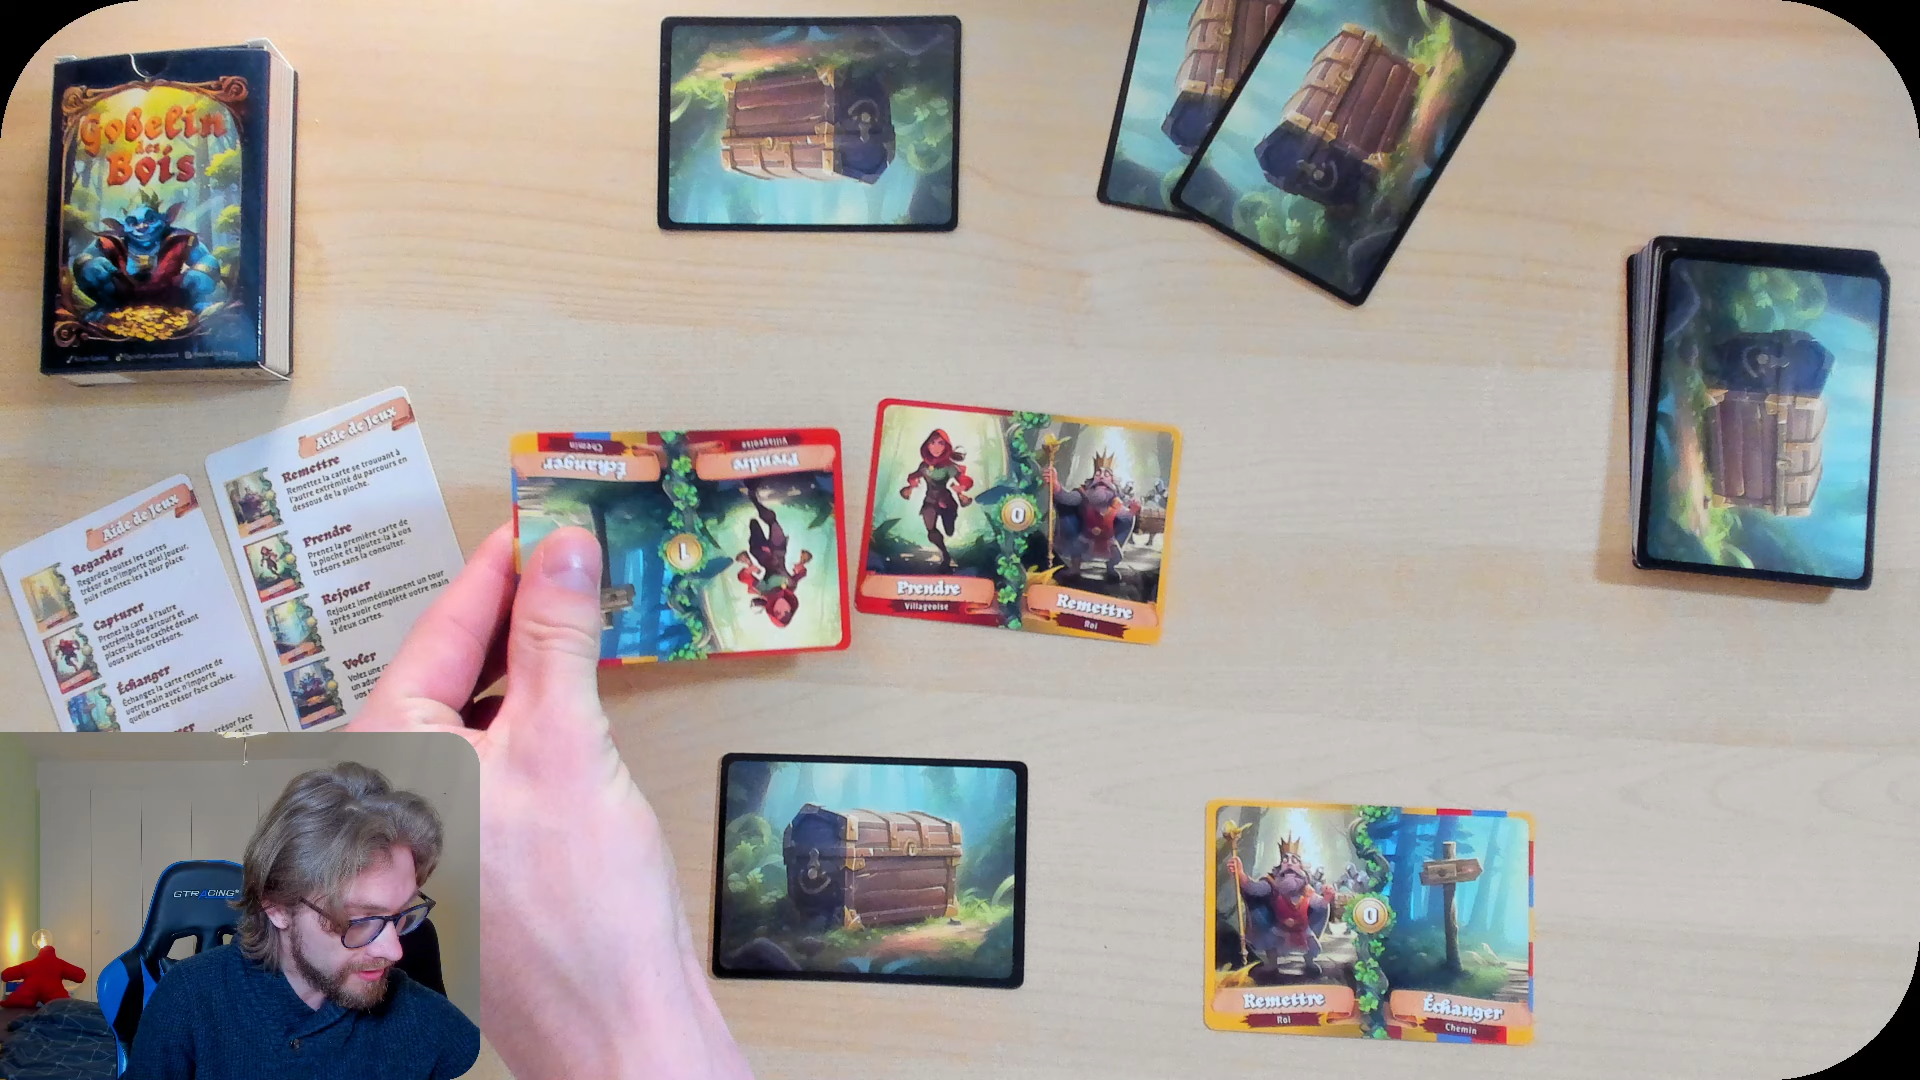 Gobelin
des
Bois
Aide de Jeux
Regarder
Regardez toutes les cartes
trésor de n'importe quel joueur,
puis remettez-les à leur place.
Capturer
Prenez la carte à l'autre
extrémité du parcours et
placez-la face cachée devant
vous avec vos trésors.
Échanger
Échangez la carte restante de
votre main avec n'importe
quelle carte trésor face cachée.
Aide de Jeux
Remettre
Remettez la carte se trouvant à
l'autre extrémité du parcours en
dessous de la pioche.
Prendre
Prenez la première carte de
la pioche et ajoutez-la à vos
trésors sans la consulter.
Rejouer
Rejouez immédiatement un tour
après avoir complété votre main
à deux cartes.
Voler
Volez une
Chemin
Échanger
Villageoise
Prendre
1
0
Prendre
Villageoise
Remettre
Roi
0
Remettre
Roi
Échanger
Chemin
GTRACING